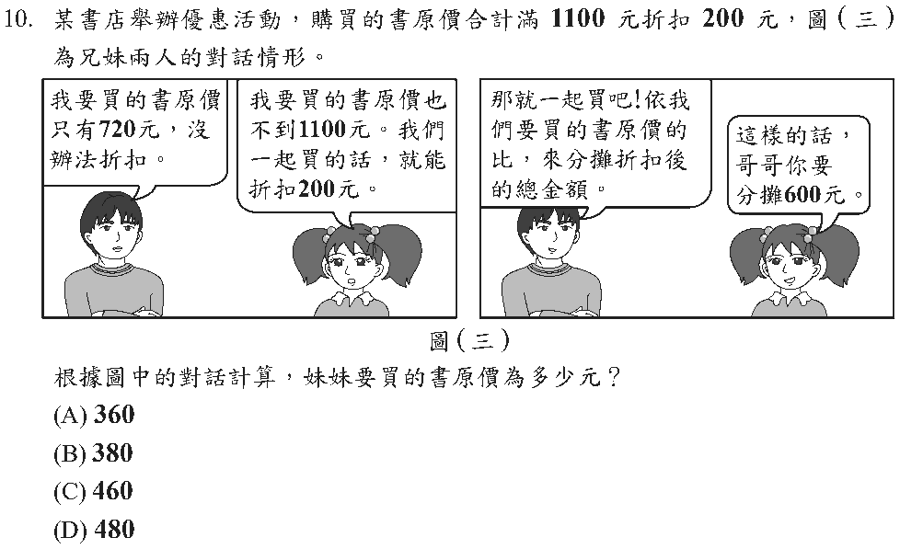 10. 某書店舉辦優惠活動，購買的書原價合計滿 1100 元折扣 200 元，圖(三)
為兄妹兩人的對話情形。
我要買的書原價
只有720元，沒
辦法折扣。
我要買的書原價也
不到1100元。我們
一起買的話，就能
折扣200元。
那就一起買吧!依我
們要買的書原價的
比，來分攤折扣後
的總金額。
這樣的話，
哥哥你要
分攤600元。
圖(三)
根據圖中的對話計算，妹妹要買的書原價為多少元？
(A) 360
(B) 380
(C) 460
(D) 480